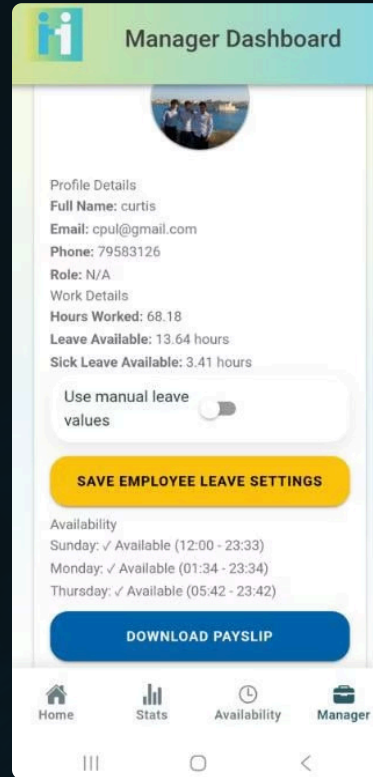 Manager Dashboard
Profile Details
Full Name: curtis
Email: cpul@gmail.com
Phone: 79583126
Role: N/A
Work Details
Hours Worked: 68.18
Leave Available: 13.64 hours
Sick Leave Available: 3.41 hours
Use manual leave
values
SAVE EMPLOYEE LEAVE SETTINGS
Availability
Sunday: ✓ Available (12:00 - 23:33)
Monday: ✓ Available (01:34 - 23:34)
Thursday: ✓ Available (05:42 - 23:42)
DOWNLOAD PAYSLIP
Home Stats Availability Manager